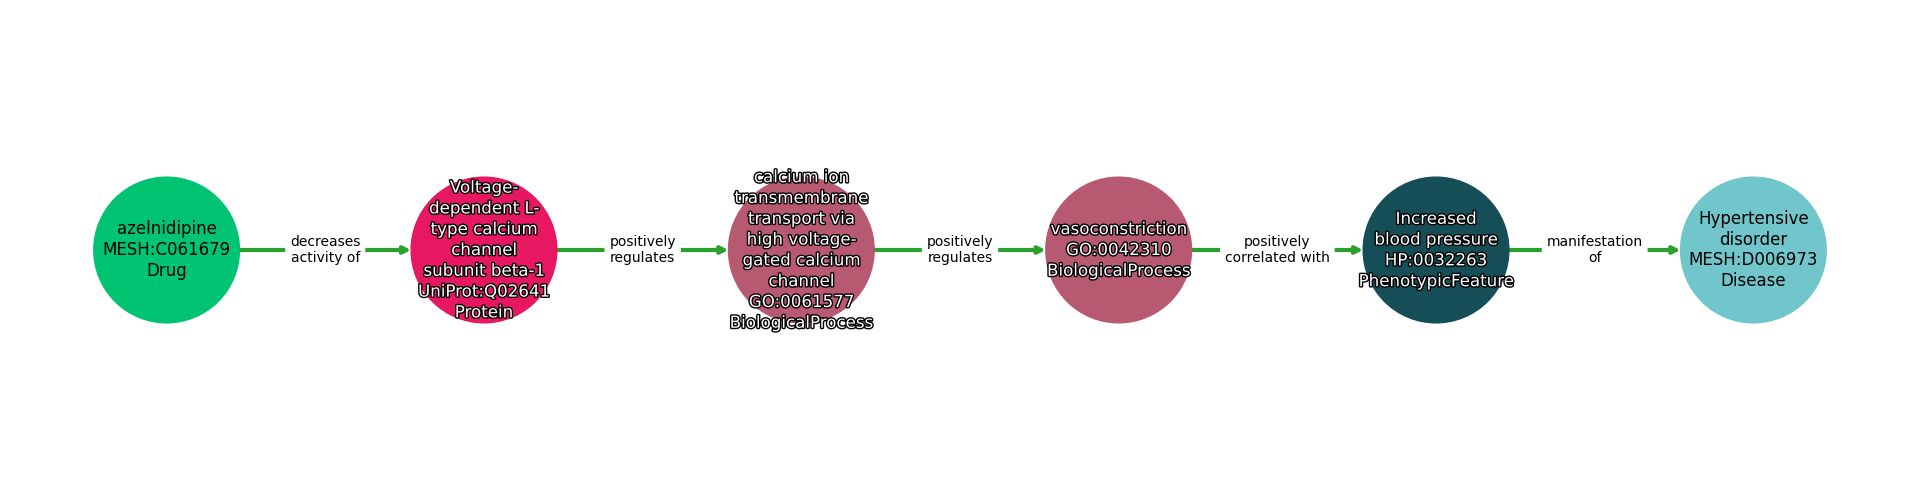 azelnidipine
MESH:C061679
Drug
decreases
activity of
Voltage-
dependent L-
type calcium
channel
subunit beta-1
UniProt:Q02641
Protein
positively
regulates
calcium ion
transmembrane
transport via
high voltage-
gated calcium
channel
GO:0061577
BiologicalProcess
positively
regulates
vasoconstriction
GO:0042310
BiologicalProcess
positively
correlated with
Increased
blood pressure
HP:0032263
PhenotypicFeature
manifestation
of
Hypertensive
disorder
MESH:D006973
Disease